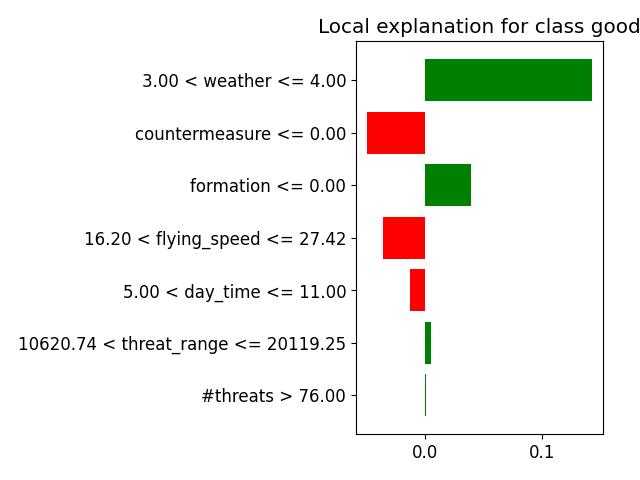 Local explanation for class good
3.00 < weather <= 4.00
countermeasure <= 0.00
formation <= 0.00
16.20 < flying_speed <= 27.42
5.00 < day_time <= 11.00
10620.74 < threat_range <= 20119.25
#threats > 76.00
0.0 0.1